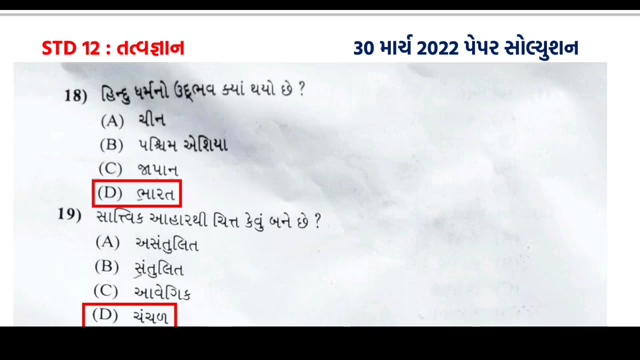 STD 12 : તત્વજ્ઞાન 30 માર્ચ 2022 પેપર સોલ્યુશન
18) હિન્દુ ધર્મનો ઉદ્ભવ ક્યાં થયો છે ?
(A) ચીન
(B) પશ્ચિમ એશિયા
(C) જાપાન
(D) ભારત
19) સાત્ત્વિક આહારથી ચિત્ત કેવું બને છે ?
(A) અસંતુલિત
(B) સંતુલિત
(C) આવેગિક
(D) ચંચળ